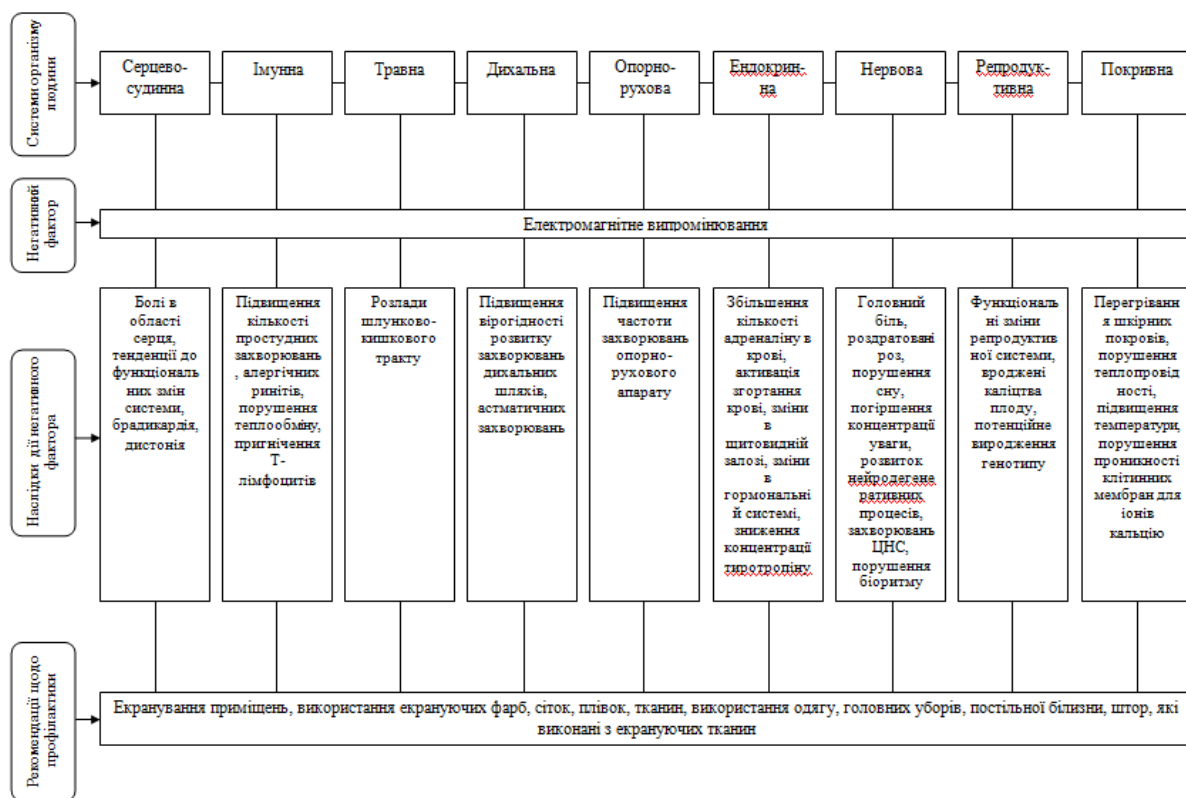 Системи організму
людини
Серцево-
судинна
Імунна
Травна
Дихальна
Опорно-
рухова
Ендокрин-
на
Нервова
Репродук-
тивна
Покривна
Негативний
фактор
Електромагнітне випромінювання
Наслідки дії негативного
фактора
Болі в
області
серця,
тенденції до
функціональ
них змін
системи,
брадикардія,
дистонія
Підвищення
кількості
простудних
захворювань
, алергічних
ринітів,
порушення
теплообміну,
пригнічення
Т-
лімфоцитів
Розлади
шлунково-
кишкового
тракту
Підвищення
вірогідності
розвитку
захворювань
дихальних
шляхів,
астматичних
захворювань
Підвищення
частоти
захворювань
опорно-
рухового
апарату
Збільшення
кількості
адреналіну в
крові,
активація
згортання
крові, зміни
в
щитовидній
залозі, зміни
в
гормональні
й системі,
зниження
концентрації
тиротропіну
Головний
біль,
роздратовані
роз,
порушення
сну,
погіршення
концентрації
уваги,
розвиток
нейродегене
ративних
процесів,
захворювань
ЦНС,
порушення
біоритму
Функціональ
ні зміни
репродуктив
ної системи,
вроджені
каліцтва
плоду,
потенційне
виродження
генотипу
Перегріванн
я шкірних
покровів,
порушення
теплопровід
ності,
підвищення
температури,
порушення
проникності
клітинних
мембран для
іонів
кальцію
Рекомендації щодо
профілактики
Екранування приміщень, використання екрануючих фарб, сіток, плівок, тканин, використання одягу, головних уборів, постільної білизни, штор, які
виконані з екрануючих тканин